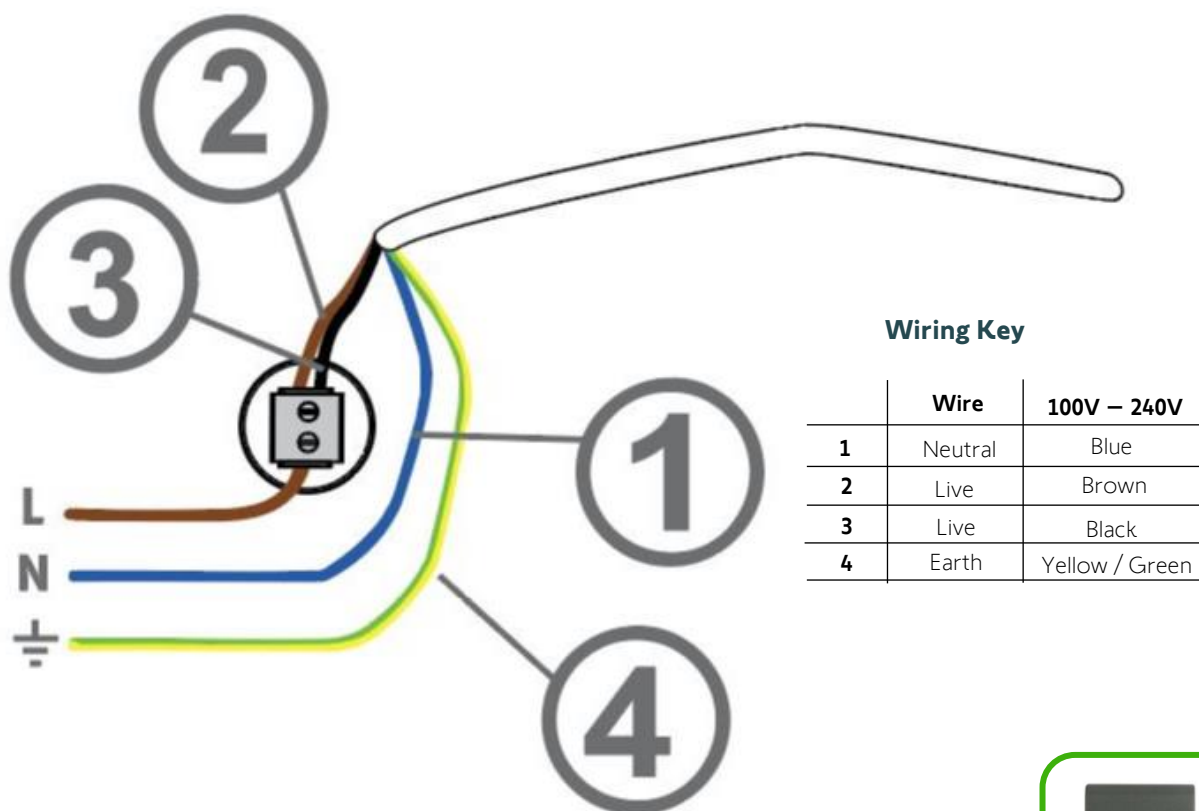 2
3
Wiring Key
Wire 100V – 240V
1 Neutral Blue
2 Live Brown
3 Live Black
4 Earth Yellow / Green
1
L
N
4